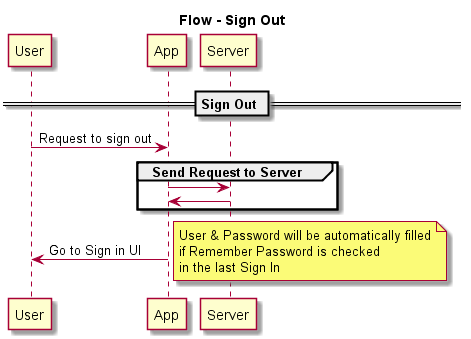 Flow - Sign Out
User
App
Server
Sign Out
Request to sign out
Send Request to Server
User & Password will be automatically filled
if Remember Password is checked
in the last Sign In
Go to Sign in UI
User
App
Server